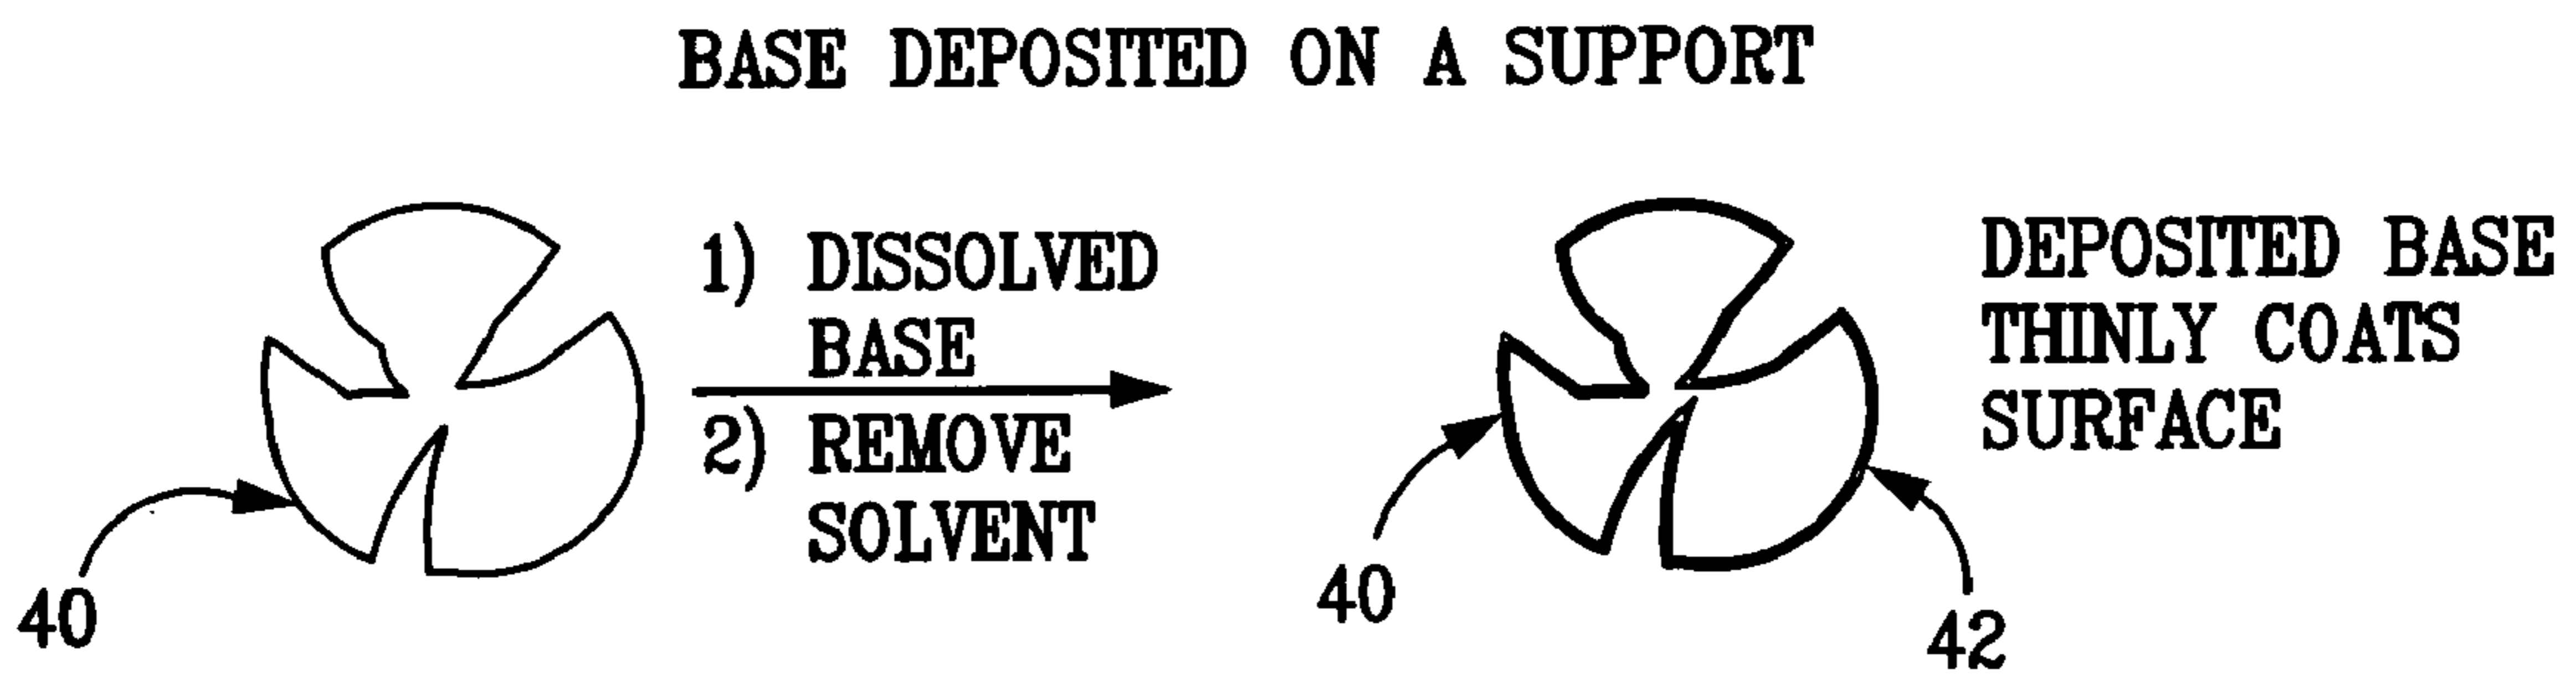 BASE DEPOSITED ON A SUPPORT
1) DISSOLVED
BASE
2) REMOVE
SOLVENT
DEPOSITED BASE
THINLY COATS
SURFACE
40
40
42